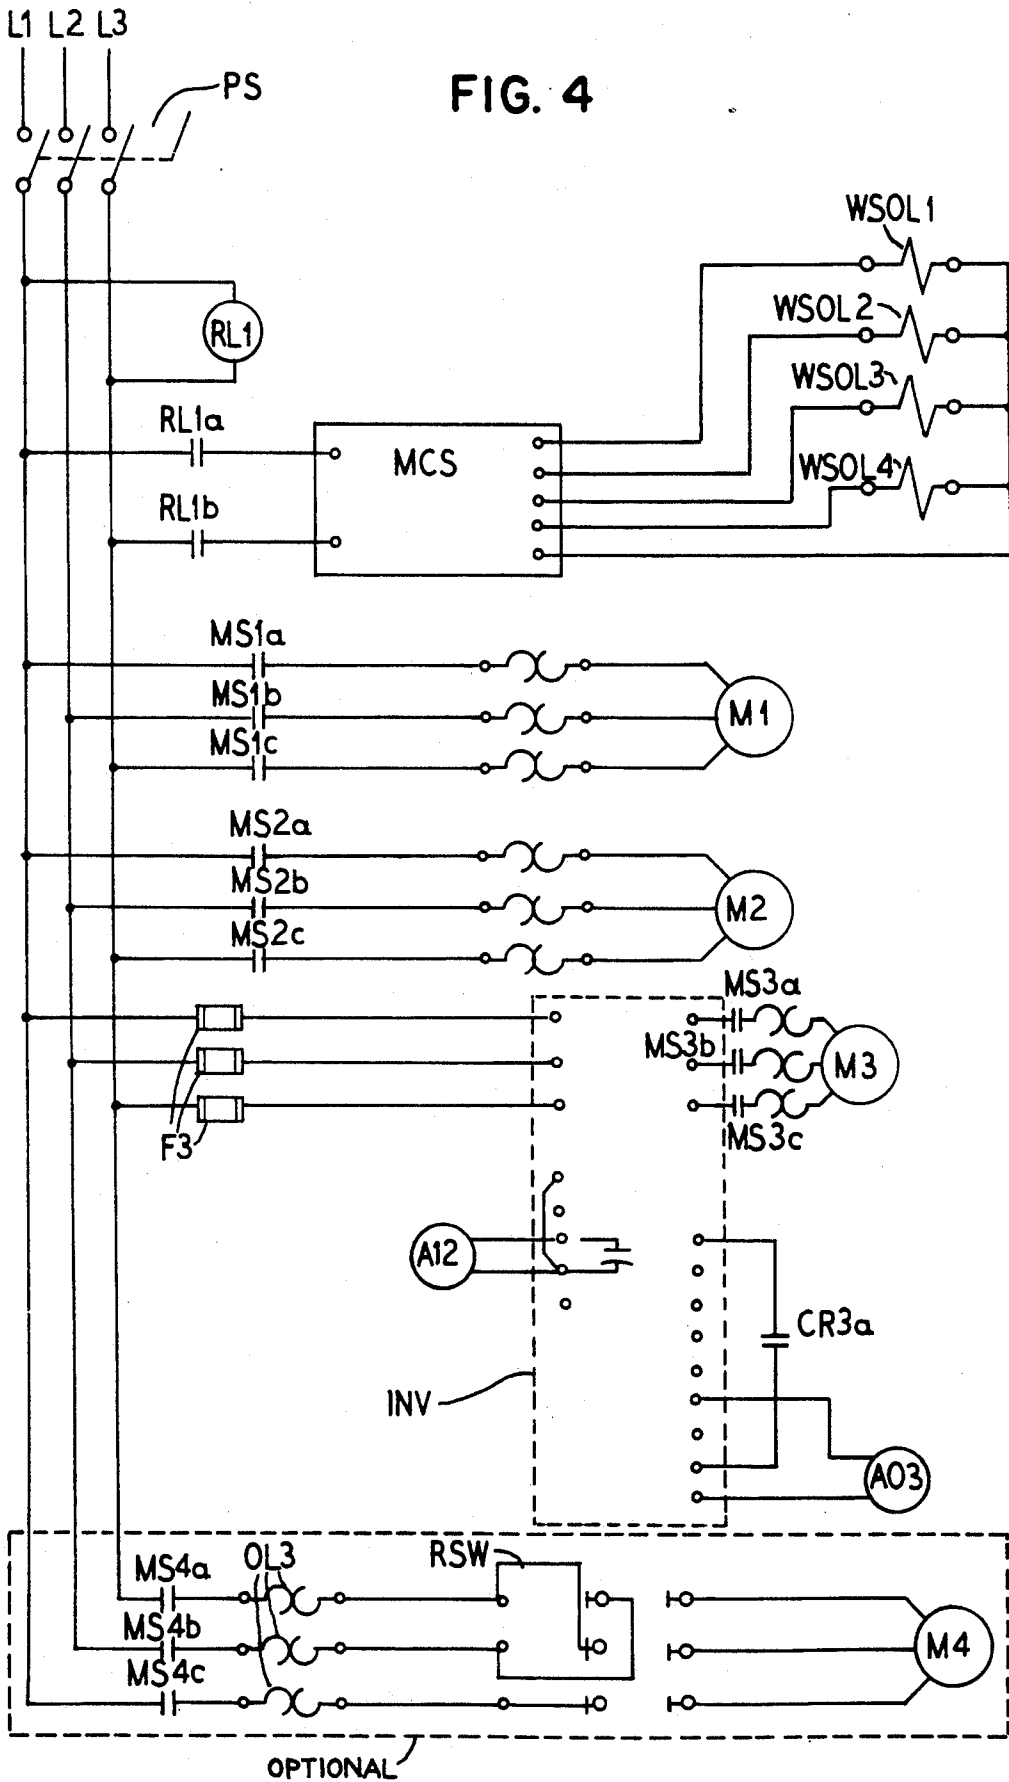 L1 L2 L3
PS
FIG. 4
WSOL1
WSOL2
RL1
WSOL3
RL1a
MCS
WSOL4
RL1b
MS1a
MS1b
M1
MS1c
MS2a
MS2b
M2
MS2c
MS3a
MS3b
M3
MS3c
F3
A12
CR3a
INV
A03
OL3
RSW
MS4a
MS4b
M4
MS4c
OPTIONAL